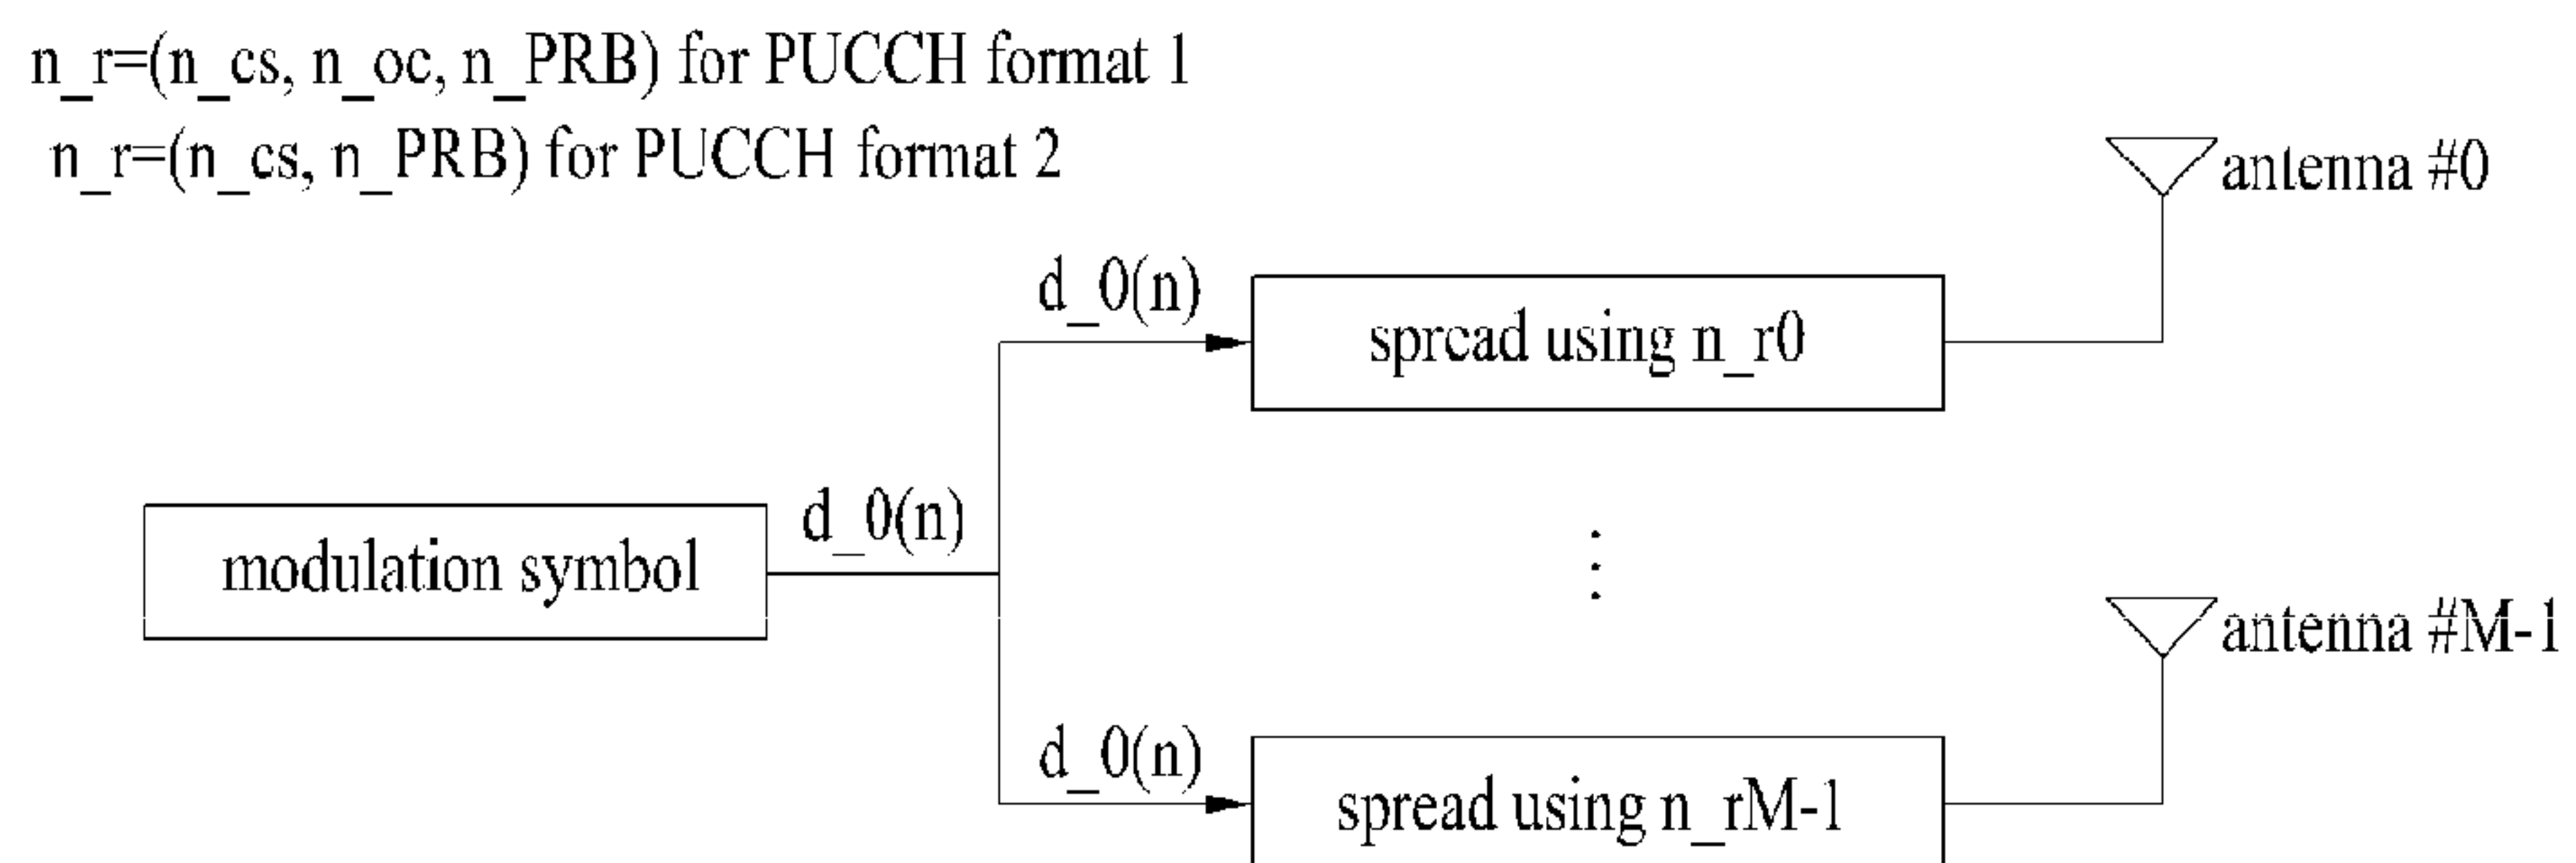 n_r=(n_cs, n_oc, n_PRB) for PUCCH format 1
n_r=(n_cs, n_PRB) for PUCCH format 2
antenna #0
d_0(n)
spread using n_r0
d_0(n)
modulation symbol
antenna #M-1
d_0(n)
spread using n_rM-1